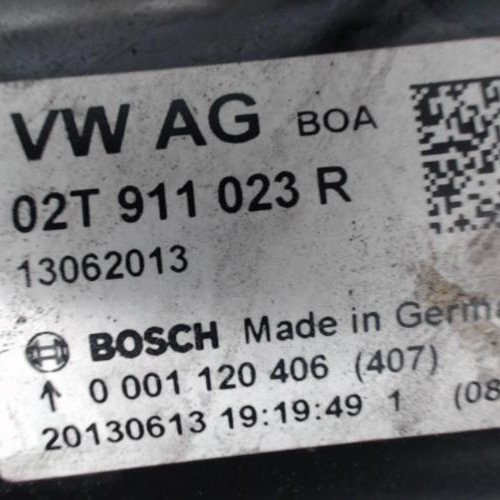 VW AG BOA
02T 911 023 R
13062013
BOSCH Made in
0 001 120 406 (407)
20130613 19:19:49 1 (08